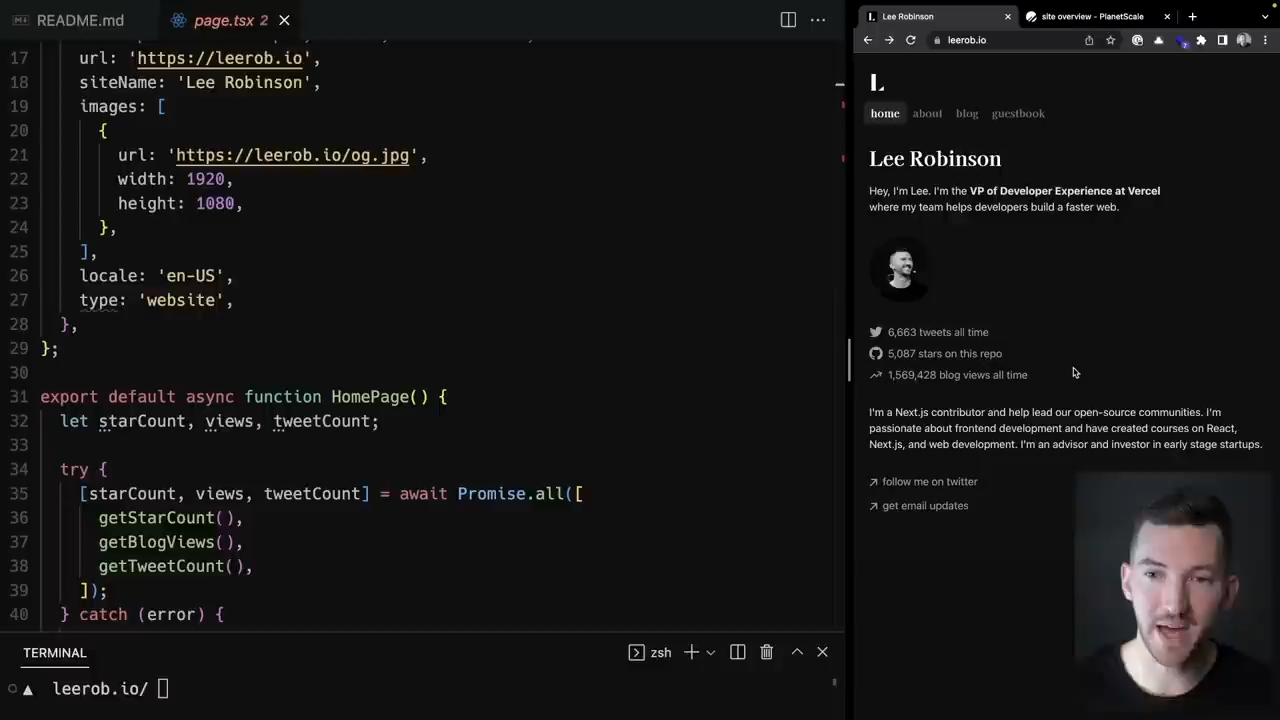 README.md
page.tsx 2
17 url: 'https://leerob.io',
18 siteName: 'Lee Robinson',
19 images: [
20 {
21 url: 'https://leerob.io/og.jpg',
22 width: 1920,
23 height: 1080,
24 },
25 ],
26 locale: 'en-US',
27 type: 'website',
28 },
29 };
30
31 export default async function HomePage() {
32 let starCount, views, tweetCount;
33
34 try {
35 [starCount, views, tweetCount] = await Promise.all([
36 getStarCount(),
37 getBlogViews(),
38 getTweetCount(),
39 ]);
40 } catch (error) {
TERMINAL
zsh
leerob.io/
Lee Robinson
site overview - PlanetScale
leerob.io
L
home about blog guestbook
Lee Robinson
Hey, I'm Lee. I'm the VP of Developer Experience at Vercel
where my team helps developers build a faster web.
6,663 tweets all time
5,087 stars on this repo
1,569,428 blog views all time
I'm a Next.js contributor and help lead our open-source communities. I'm
passionate about frontend development and have created courses on React,
Next.js, and web development. I'm an advisor and investor in early stage startups.
follow me on twitter
get email updates